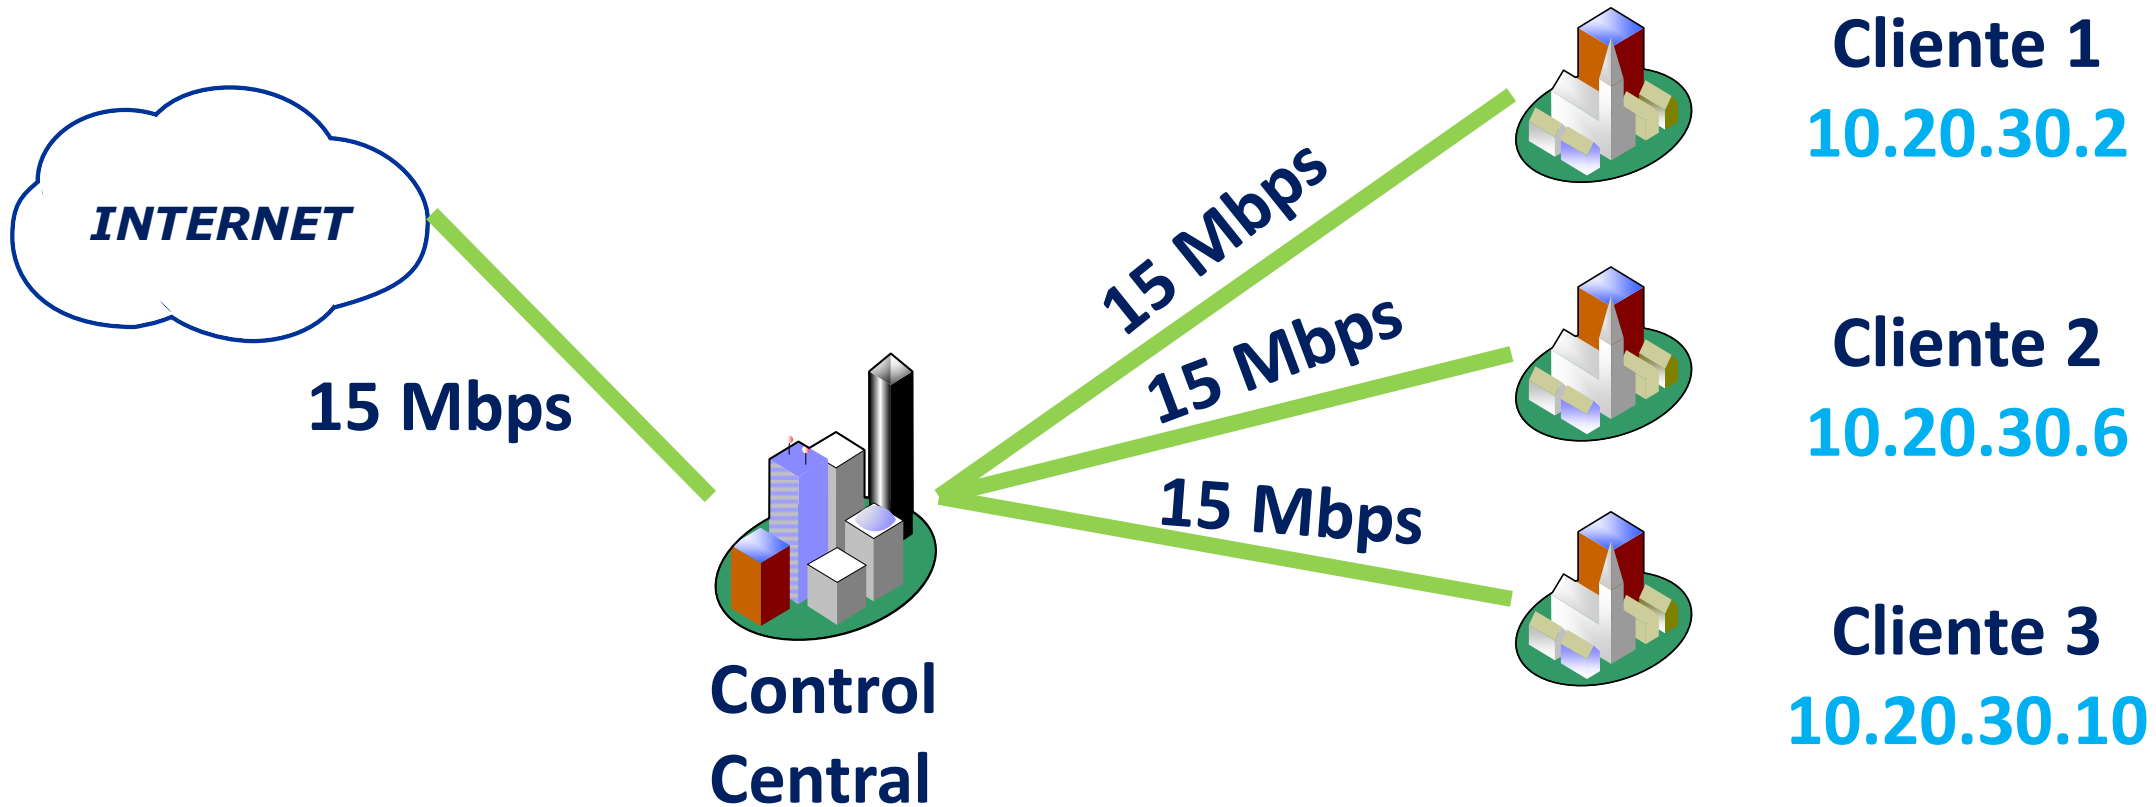 INTERNET
15 Mbps
Control
Central
15 Mbps
15 Mbps
15 Mbps
Cliente 1
10.20.30.2
Cliente 2
10.20.30.6
Cliente 3
10.20.30.10